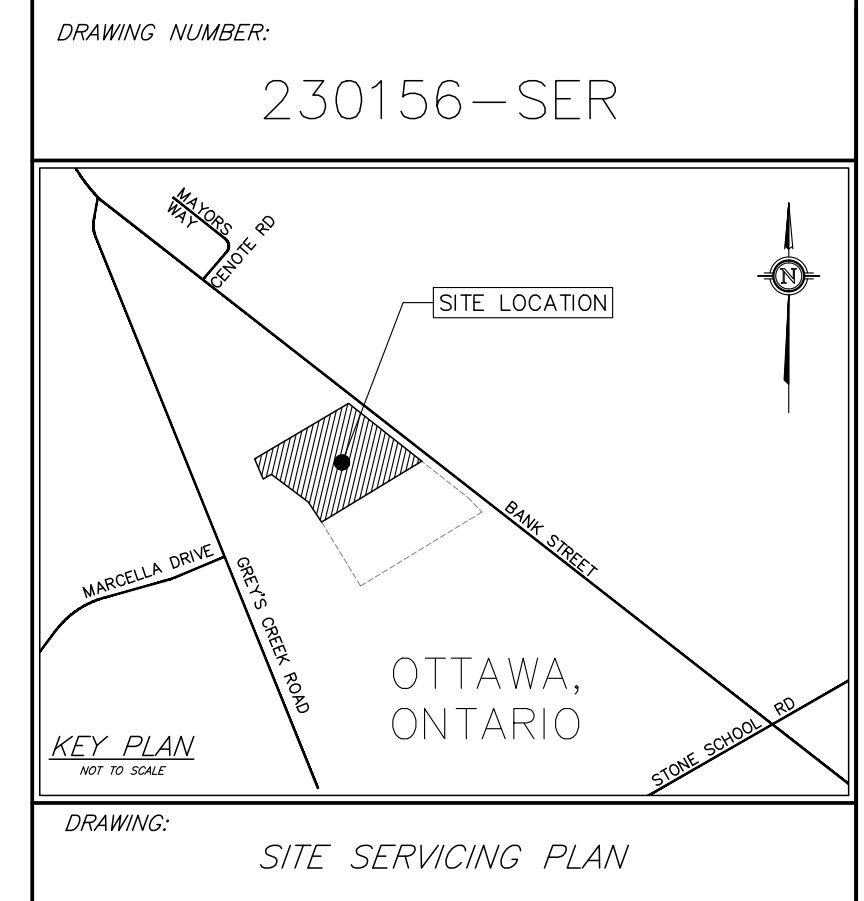 DRAWING NUMBER:
230156-SER
MAYORS
WAY
CENOTE RD
SITE LOCATION
N
BANK STREET
MARCELLA DRIVE
GREY'S CREEK ROAD
OTTAWA,
ONTARIO
STONE SCHOOL RD
KEY PLAN
NOT TO SCALE
DRAWING:
SITE SERVICING PLAN